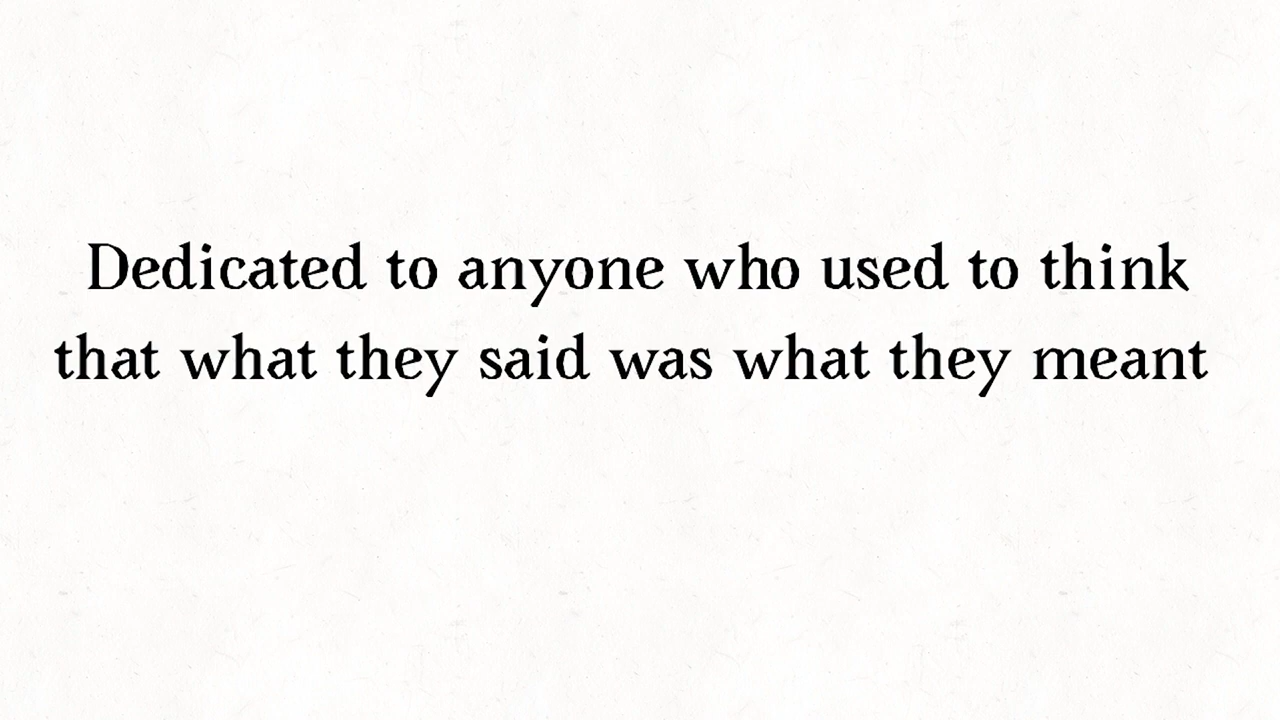 Dedicated to anyone who used to think
that what they said was what they meant